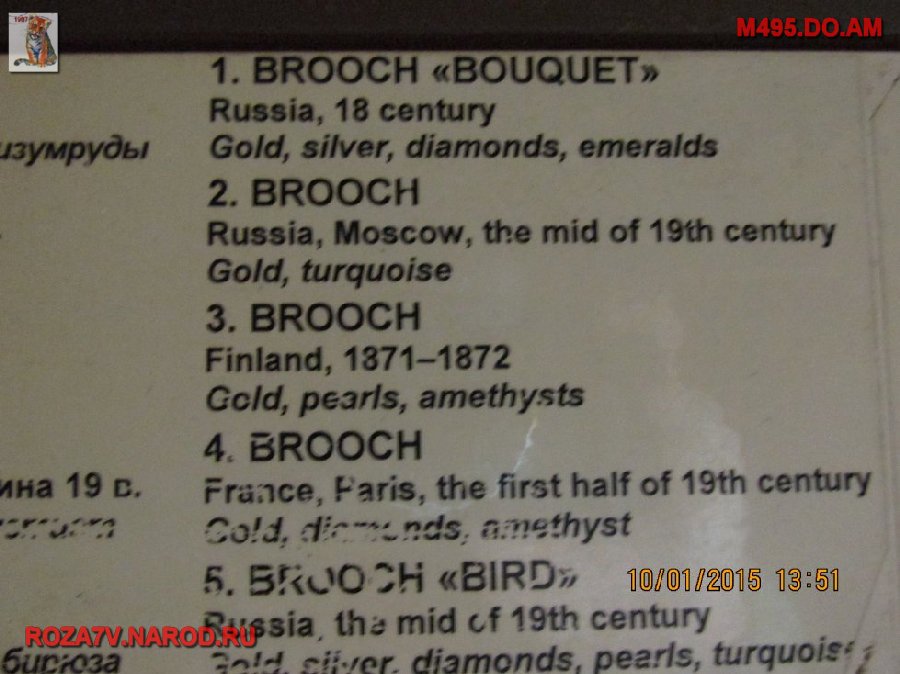 1987
M495.DO.AM
1. BROOCH «BOUQUET»
Russia, 18 century
изумруды
Gold, silver, diamonds, emeralds
2. BROOCH
Russia, Moscow, the mid of 19th century
Gold, turquoise
3. BROOCH
Finland, 1871–1872
Gold, pearls, amethysts
4. BROOCH
ина 19 в.
France, Paris, the first half of 19th century
Gold, diamonds, amethyst
5. BROOCH «BIRD»
10/01/2015 13:51
Russia, the mid of 19th century
ROZA7V.NAROD.RU
бирюза
Gold, silver, diamonds, pearls, turquoise